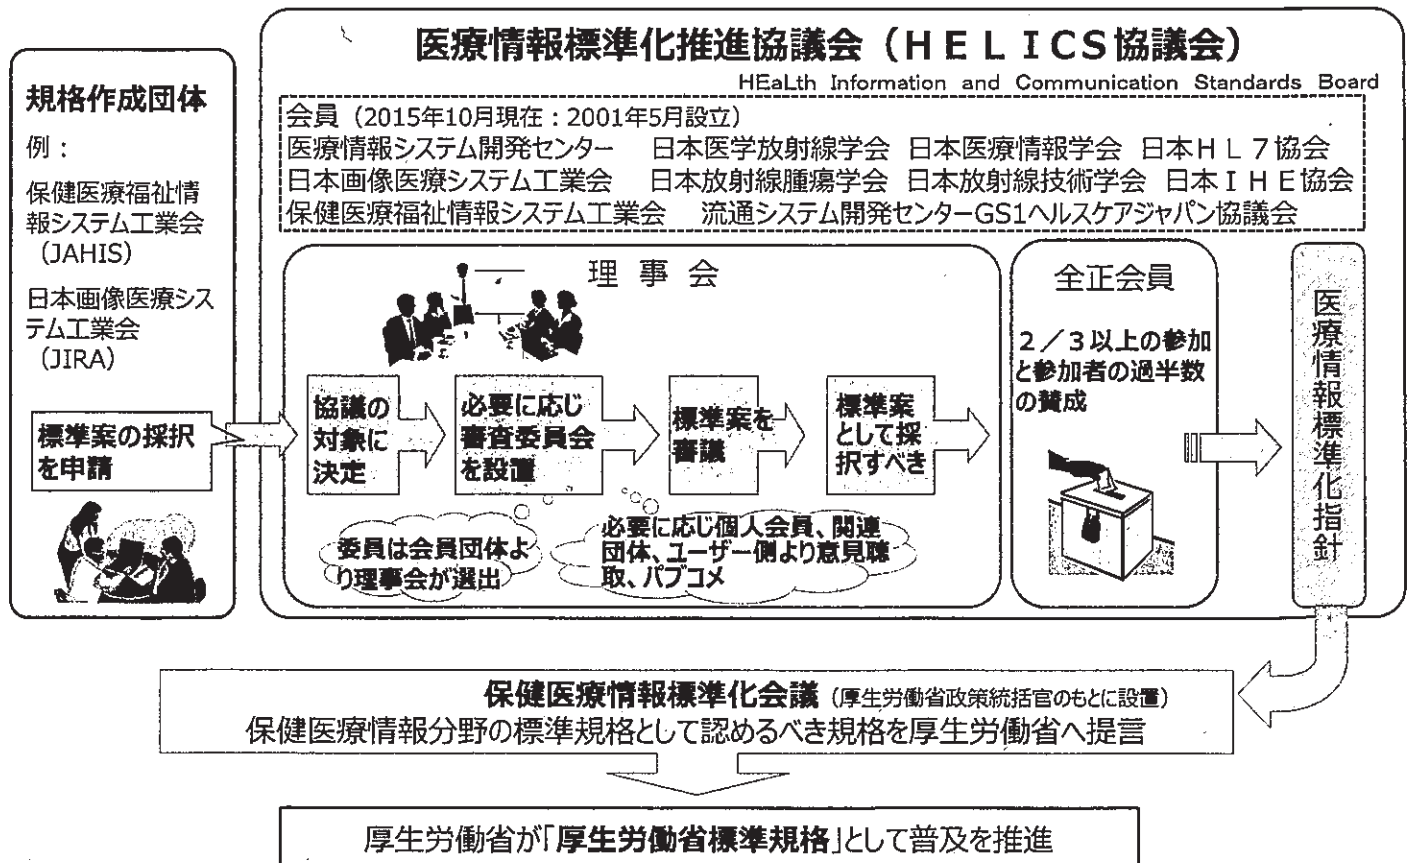 医療情報標準化推進協議会（ＨＥＬＩＣＳ協議会）
HEaLth Information and Communication Standards Board
規格作成団体
例：
保健医療福祉情
報システム工業会
（JAHIS）
日本画像医療シス
テム工業会
（JIRA）
標準案の採択
を申請
会員（2015年10月現在：2001年5月設立）
医療情報システム開発センター　日本医学放射線学会　日本医療情報学会　日本ＨＬ７協会
日本画像医療システム工業会　日本放射線腫瘍学会　日本放射線技術学会　日本ＩＨＥ協会
保健医療福祉情報システム工業会　流通システム開発センターGS1ヘルスケアジャパン協議会
理 事 会
協議の
対象に
決定
必要に応じ
審査委員会
を設置
標準案を
審議
標準案
として採
択すべき
委員は会員団体よ
り理事会が選出
必要に応じ個人会員、関連
団体、ユーザー側より意見聴
取、パブコメ
全正会員
２／３以上の参加
と参加者の過半数
の賛成
医療情報標準化指針
保健医療情報標準化会議（厚生労働省政策統括官のもとに設置）
保健医療情報分野の標準規格として認めるべき規格を厚生労働省へ提言
厚生労働省が「厚生労働省標準規格」として普及を推進